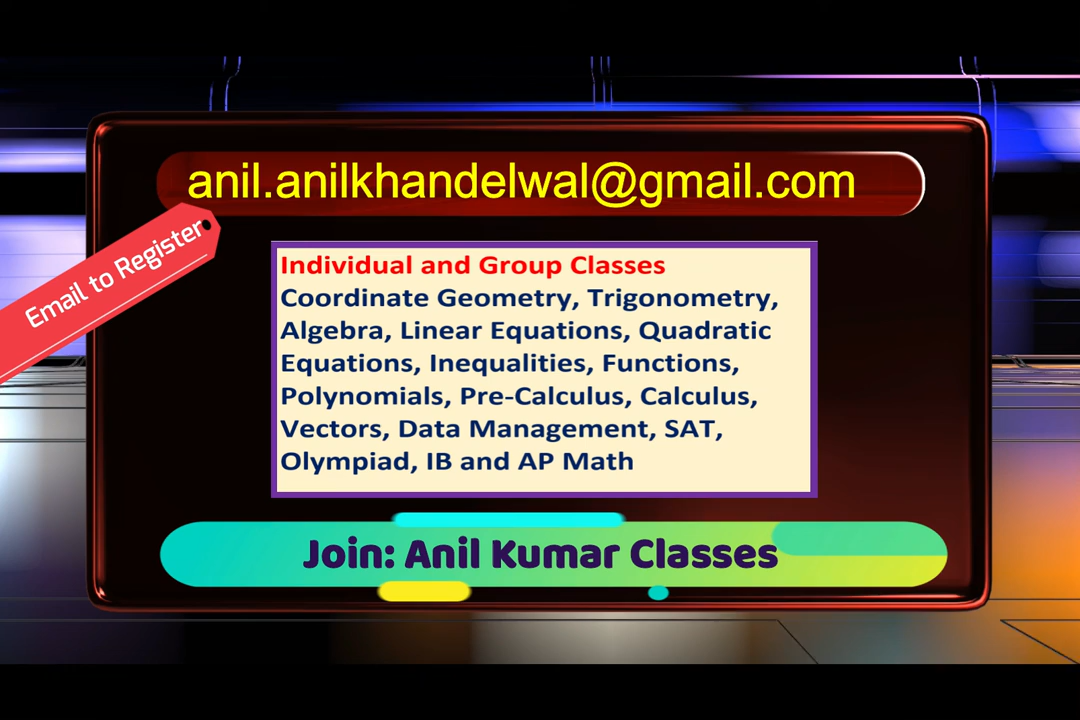 anil.anilkhandelwal@gmail.com
Email to Register
Individual and Group Classes
Coordinate Geometry, Trigonometry,
Algebra, Linear Equations, Quadratic
Equations, Inequalities, Functions,
Polynomials, Pre-Calculus, Calculus,
Vectors, Data Management, SAT,
Olympiad, IB and AP Math
Join: Anil Kumar Classes